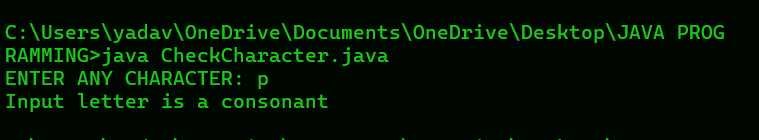 C:\Users\yadav\OneDrive\Documents\OneDrive\Desktop\JAVA PROG
RAMMING>java CheckCharacter.java
ENTER ANY CHARACTER: p
Input letter is a consonant